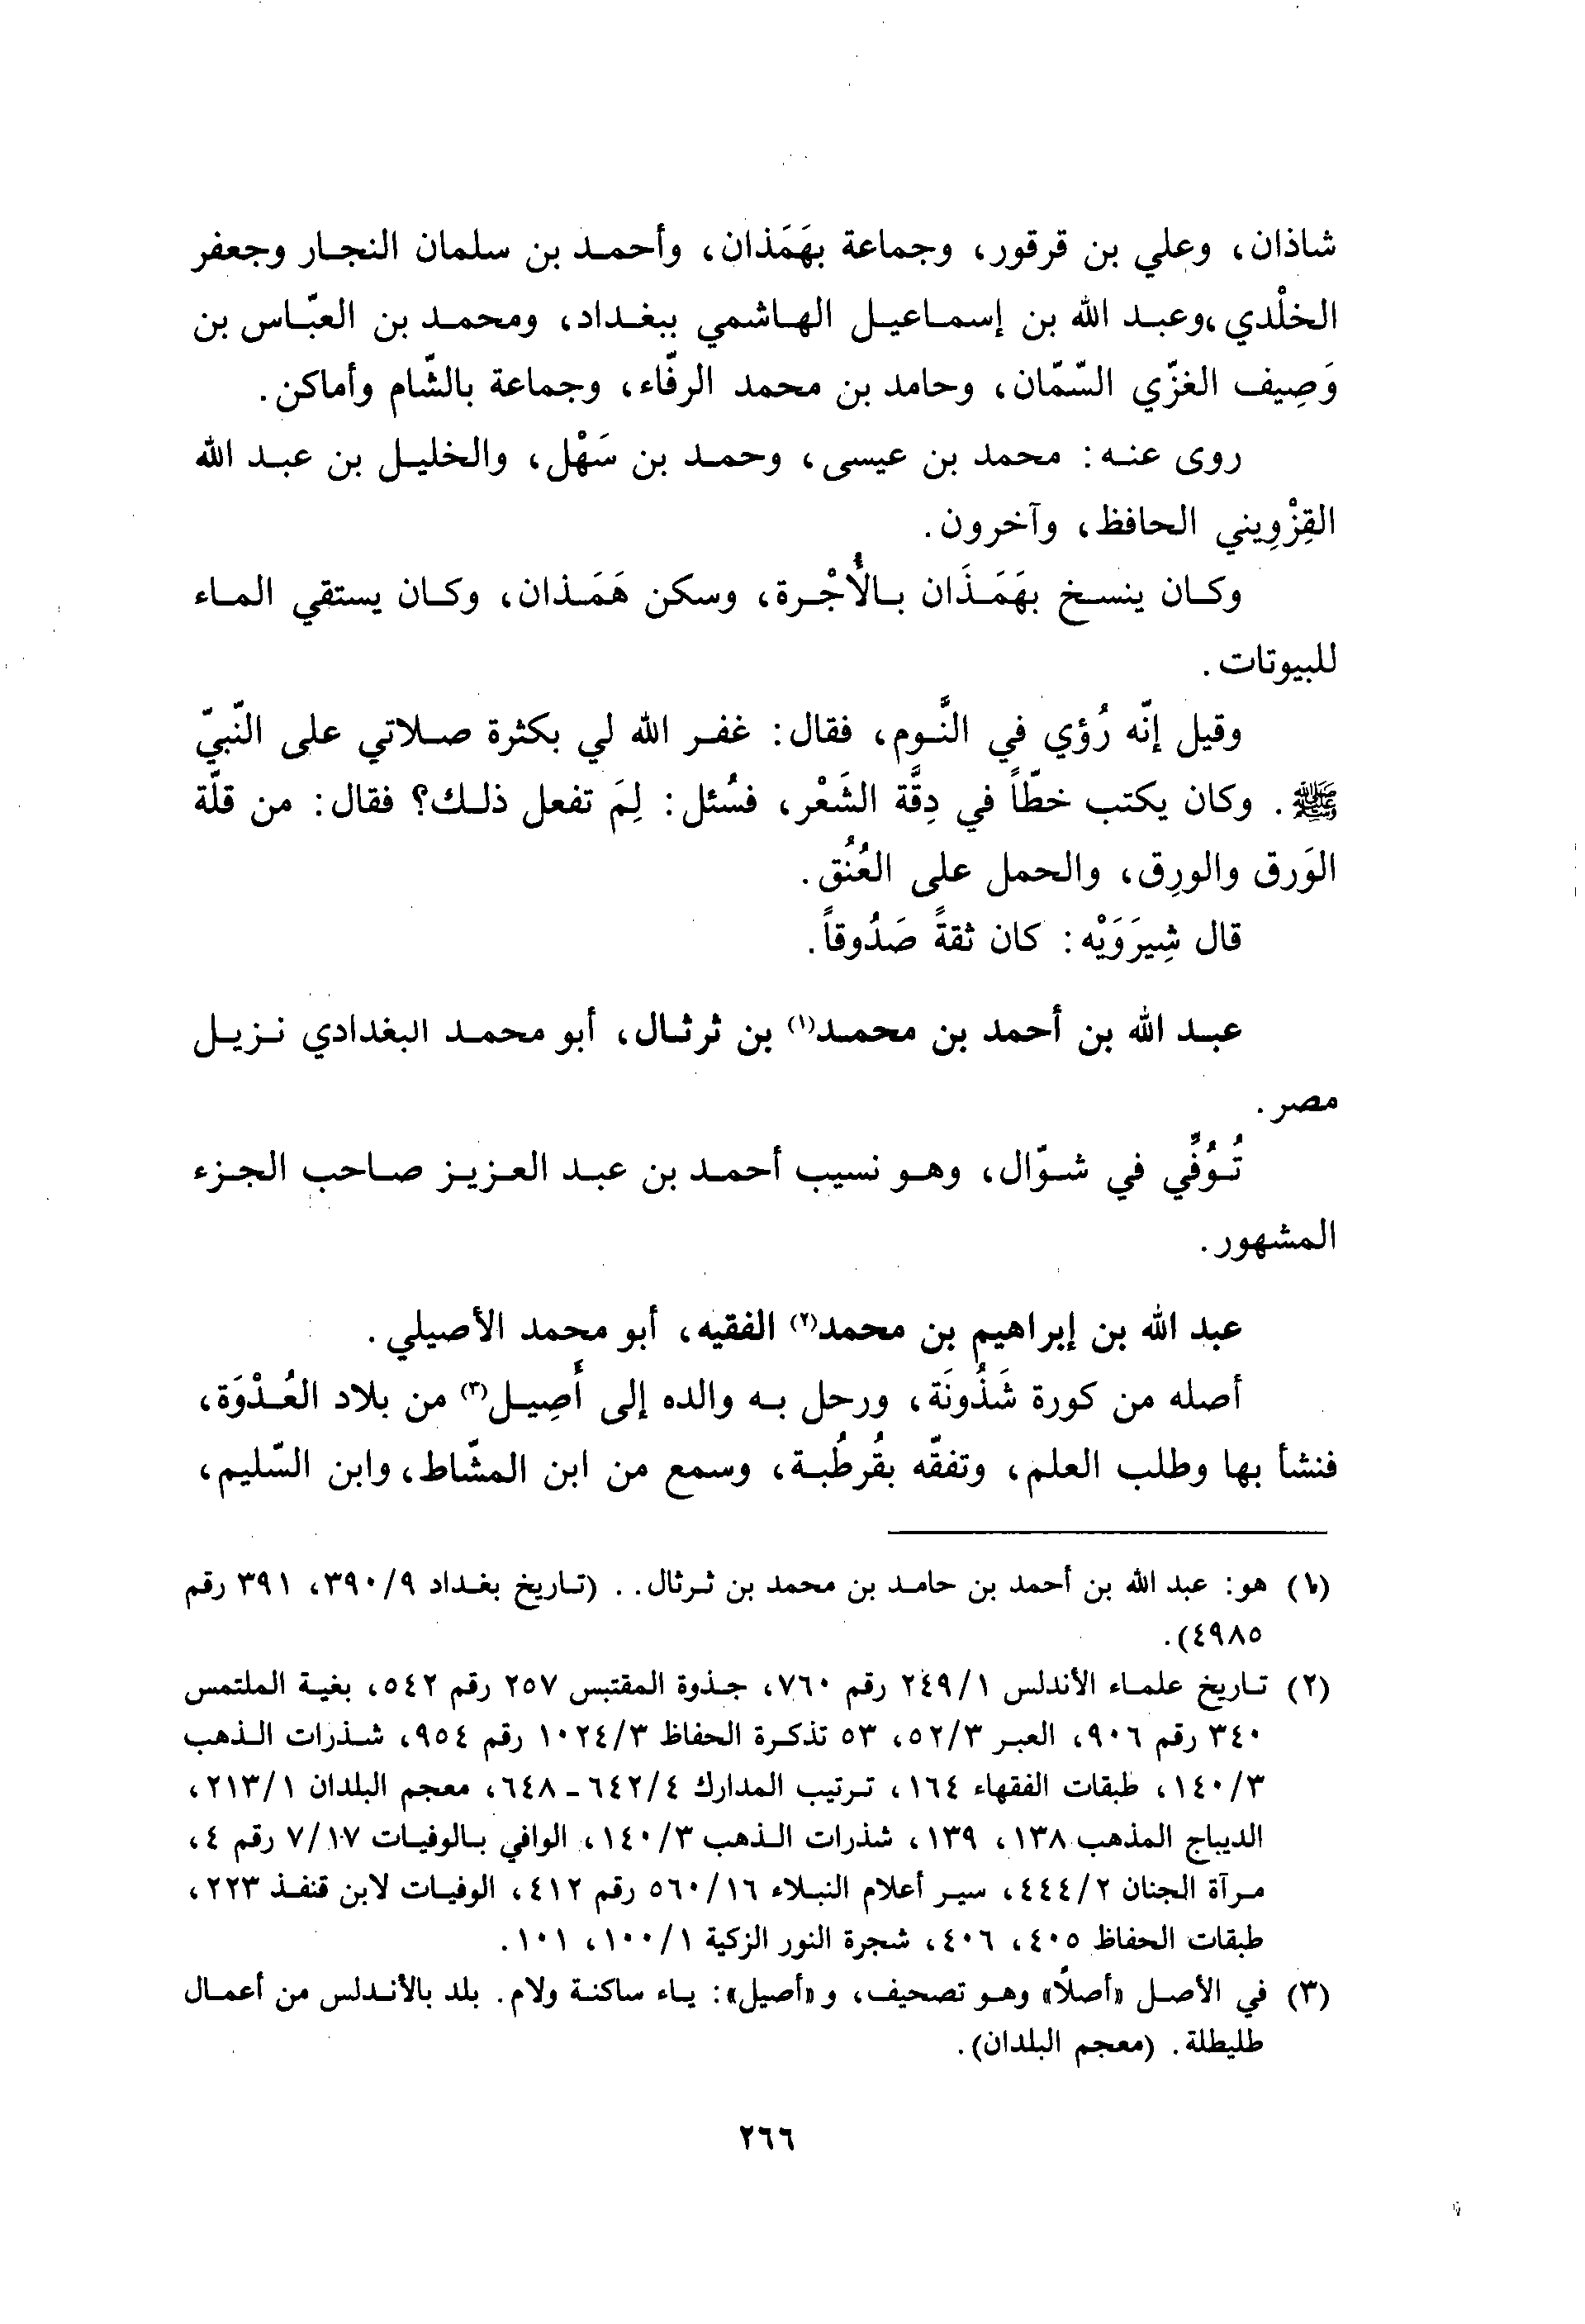 شاذان، وعلي بن قرقور، وجماعة بهَمَذان، وأحمد بن سلمان النجار وجعفر
الخلْدي، وعبد الله بن إسماعيل الهاشمي ببغداد، ومحمد بن العبّاس بن
وَصِيف الغزّي السّمّان، وحامد بن محمد الرفّاء، وجماعة بالشّام وأماكن.
روى عنه: محمد بن عيسى، وحمد بن سَهْل، والخليل بن عبد الله
القِزْوِيني الحافظ، وآخرون.
وكان ينسخ بهَمَذَان بالأُجْرة، وسكن هَمَذان، وكان يستقي الماء
للبيوتات.
وقيل إنّه رُؤي في النَّوم، فقال: غفر الله لي بكثرة صلاتي على النّبيّ
ﷺ. وكان يكتب خطّاً في دِقَّة الشَعْر، فسُئل: لِمَ تفعل ذلك؟ فقال: من قلّة
الوَرق والورِق، والحمل على العُنُق.
قال شِيرَوَيْه: كان ثقةً صَدُوقاً.
عبد الله بن أحمد بن محمد(١) بن ثرثال، أبو محمد البغدادي نزيل
مصر.
تُوُفِّي في شوّال، وهو نسيب أحمد بن عبد العزيز صاحب الجزء
المشهور.
عبد الله بن إبراهيم بن محمد(٢) الفقيه، أبو محمد الأصيلي.
أصله من كورة شَذُونَة، ورحل به والده إلى أَصِيل(٣) من بلاد العُدْوَة،
فنشأ بها وطلب العلم، وتفقّه بقُرطُبة، وسمع من ابن المشّاط، وابن السّليم،
(١) هو: عبد الله بن أحمد بن حامد بن محمد بن ثرثال.. (تاريخ بغداد ٩/٣٩٠، ٣٩١ رقم
٤٩٨٥).
(٢) تاريخ علماء الأندلس ١/٢٤٩ رقم ٧٦٠، جذوة المقتبس ٢٥٧ رقم ٥٤٢، بغية الملتمس
٣٤٠ رقم ٩٠٦، العبر ٣/٥٢، ٥٣ تذكرة الحفاظ ٣/١٠٢٤ رقم ٩٥٤، شذرات الذهب
٣/١٤٠، طبقات الفقهاء ١٦٤، ترتيب المدارك ٤/٦٤٢ - ٦٤٨، معجم البلدان ١/٢١٣،
الديباج المذهب ١٣٨، ١٣٩، شذرات الذهب ٣/١٤٠، الوافي بالوفيات ١٧/٧ رقم ٤،
مرآة الجنان ٢/٤٤٤، سير أعلام النبلاء ١٦/٥٦٠ رقم ٤١٢، الوفيات لابن قنفذ ٢٢٣،
طبقات الحفاظ ٤٠٥، ٤٠٦، شجرة النور الزكية ١/١٠٠، ١٠١.
(٣) في الأصل «أصلاً» وهو تصحيف، و«أصيل»: ياء ساكنة ولام. بلد بالأندلس من أعمال
طليطلة. (معجم البلدان).
٢٦٦